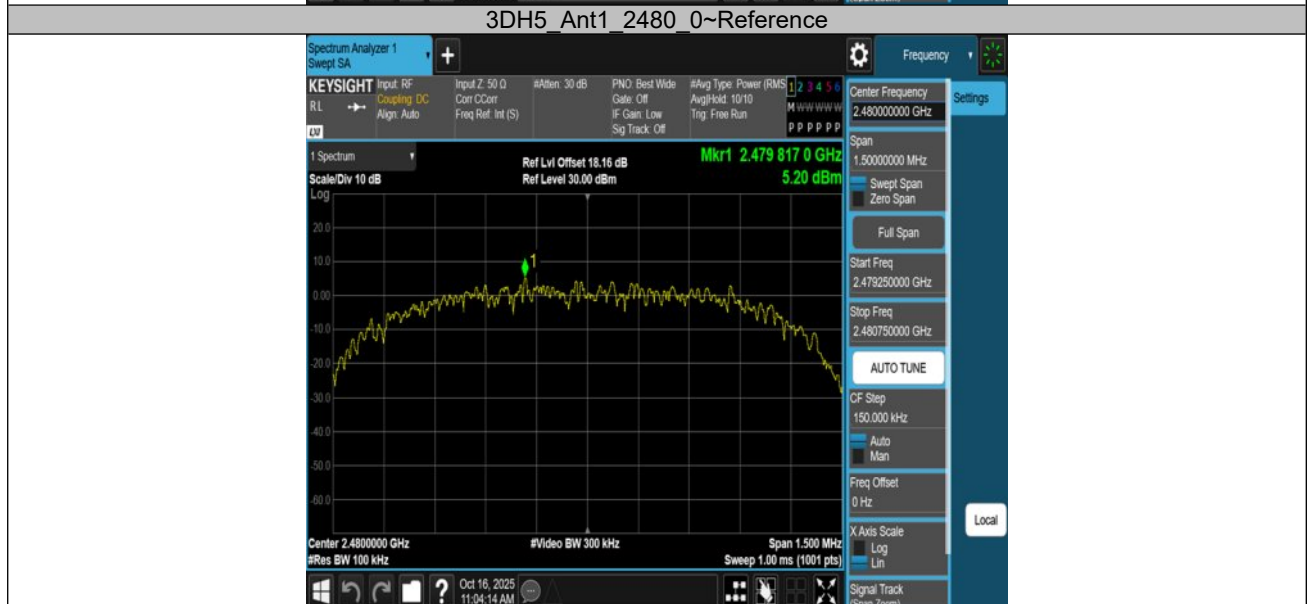 3DH5_Ant1_2480_0~Reference
Spectrum Analyzer 1
Swept SA
+
Frequency
KEYSIGHT
RL
LXI
Input: RF
Coupling: DC
Align: Auto
Input Z: 50 Ω
Corr CCorr
Freq Ref: Int (S)
#Atten: 30 dB
PNO: Best Wide
Gate: Off
IF Gain: Low
Sig Track: Off
#Avg Type: Power (RMS
Avg|Hold: 10/10
Trig: Free Run
1 2 3 4 5 6
M W W W W W
P P P P P P
Center Frequency
2.480000000 GHz
Settings
Span
1.50000000 MHz
Swept Span
Zero Span
Full Span
Start Freq
2.479250000 GHz
Stop Freq
2.480750000 GHz
AUTO TUNE
CF Step
150.000 kHz
Auto
Man
Freq Offset
0 Hz
X Axis Scale
Log
Lin
Signal Track
Local
1 Spectrum
Scale/Div 10 dB
Ref Lvl Offset 18.16 dB
Ref Level 30.00 dBm
Mkr1 2.479 817 0 GHz
5.20 dBm
Log
20.0
10.0
0.00
-10.0
-20.0
-30.0
-40.0
-50.0
-60.0
1
Center 2.4800000 GHz
#Res BW 100 kHz
#Video BW 300 kHz
Span 1.500 MHz
Sweep 1.00 ms (1001 pts)
?
Oct 16, 2025
11:04:14 AM